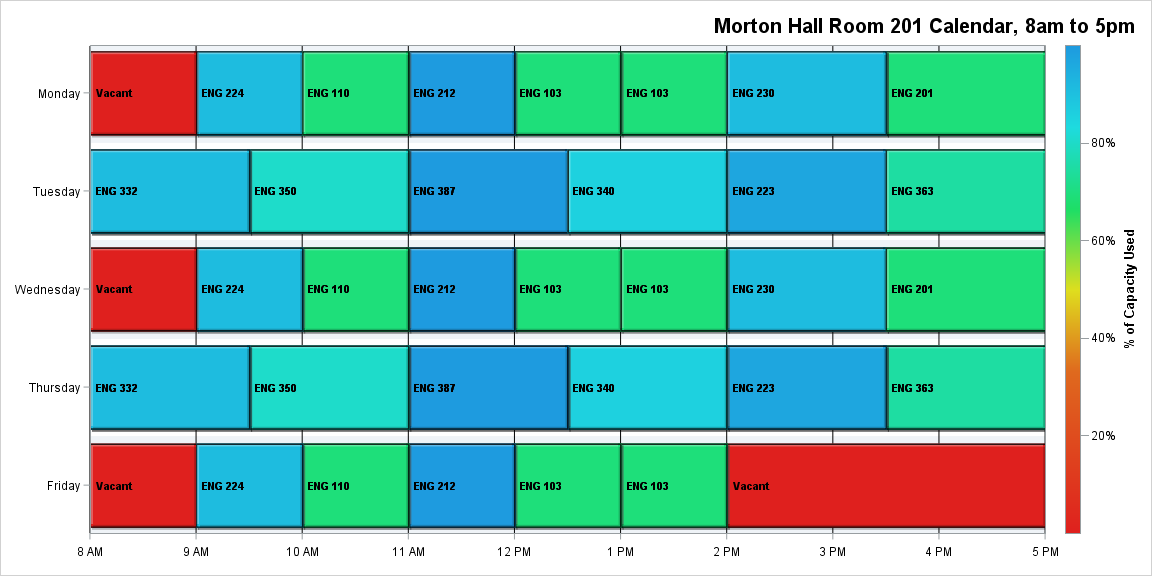 Morton Hall Room 201 Calendar, 8am to 5pm
Monday
Vacant
ENG 224
ENG 110
ENG 212
ENG 103
ENG 103
ENG 230
ENG 201
Tuesday
ENG 332
ENG 350
ENG 387
ENG 340
ENG 223
ENG 363
Wednesday
Vacant
ENG 224
ENG 110
ENG 212
ENG 103
ENG 103
ENG 230
ENG 201
Thursday
ENG 332
ENG 350
ENG 387
ENG 340
ENG 223
ENG 363
Friday
Vacant
ENG 224
ENG 110
ENG 212
ENG 103
ENG 103
Vacant
8 AM
9 AM
10 AM
11 AM
12 PM
1 PM
2 PM
3 PM
4 PM
5 PM
80%
60%
40%
20%
% of Capacity Used